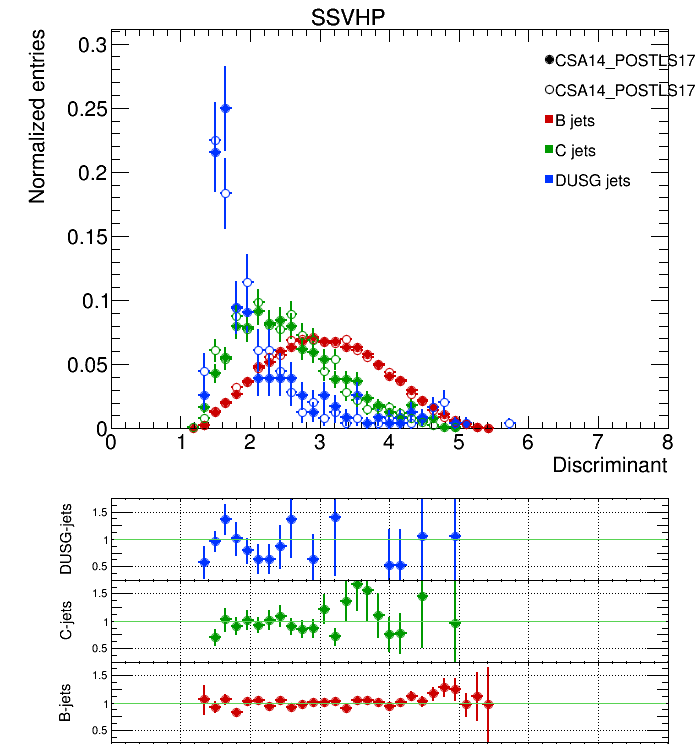 SSVHP
Normalized entries
0.3
0.25
0.2
0.15
0.1
0.05
0
CSA14_POSTLS17
CSA14_POSTLS17
B jets
C jets
DUSG jets
0 1 2 3 4 5 6 7 8
Discriminant
DUSG-jets
1.5
1
0.5
C-jets
1.5
1
0.5
B-jets
1.5
1
0.5